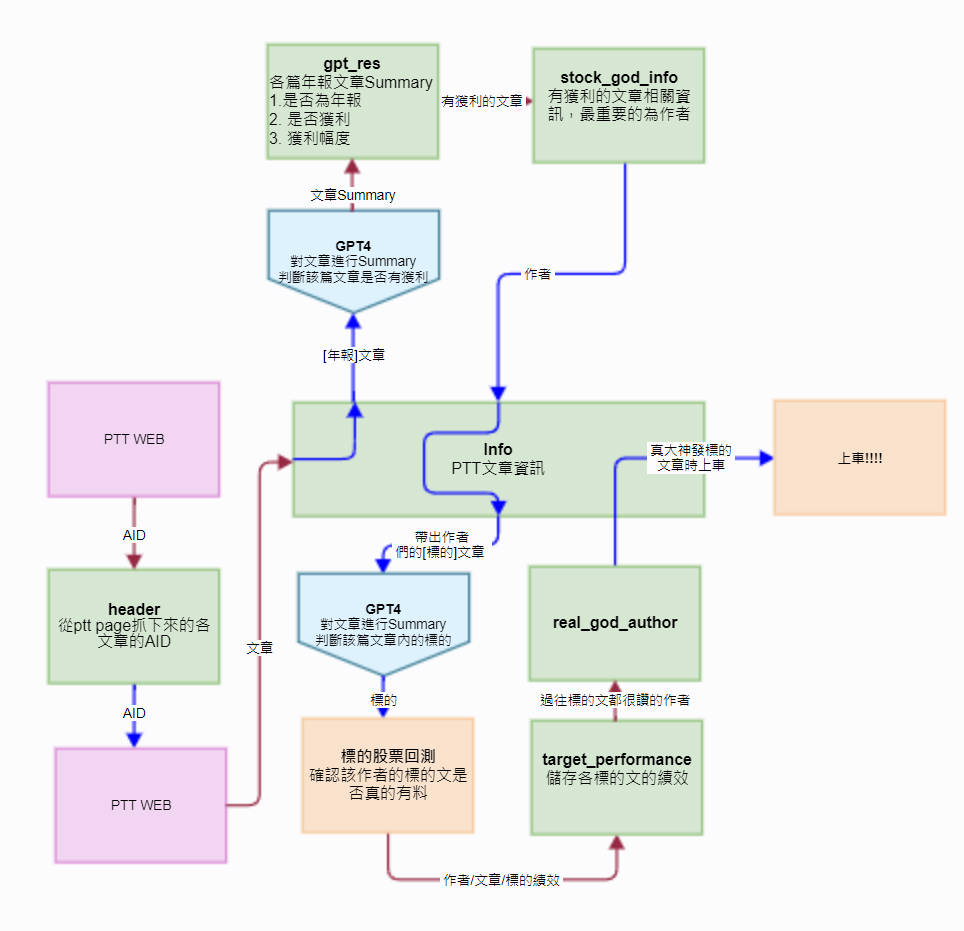 gpt_res
各篇年報文章Summary
1.是否為年報
2. 是否獲利
3. 獲利幅度
有獲利的文章
stock_god_info
有獲利的文章相關資
訊，最重要的為作者
文章Summary
GPT4
對文章進行Summary
判斷該篇文章是否有獲利
作者
[年報]文章
PTT WEB
AID
header
從ptt page抓下來的各
文章的AID
AID
PTT WEB
文章
Info
PTT文章資訊
帶出作者
們的[標的]文章
GPT4
對文章進行Summary
判斷該篇文章內的標的
標的
標的股票回測
確認該作者的標的文是
否真的有料
作者/文章/標的績效
target_performance
儲存各標的文的績效
過往標的文都很讚的作者
real_god_author
真大神發標的
文章時上車
上車!!!!